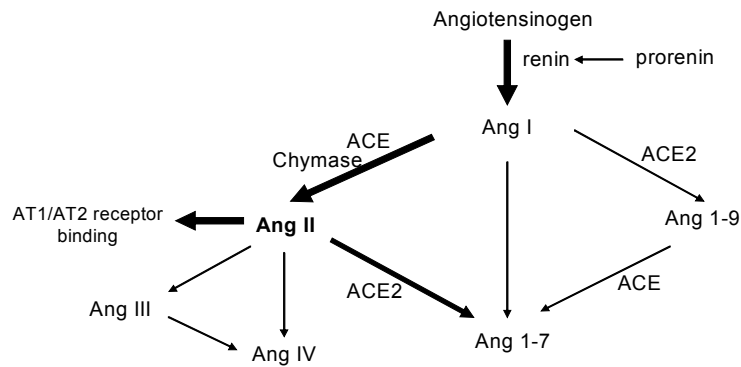 Angiotensinogen
renin
prorenin
Ang I
ACE
Chymase
ACE2
AT1/AT2 receptor
binding
Ang II
Ang 1-9
ACE2
ACE
Ang III
Ang IV
Ang 1-7